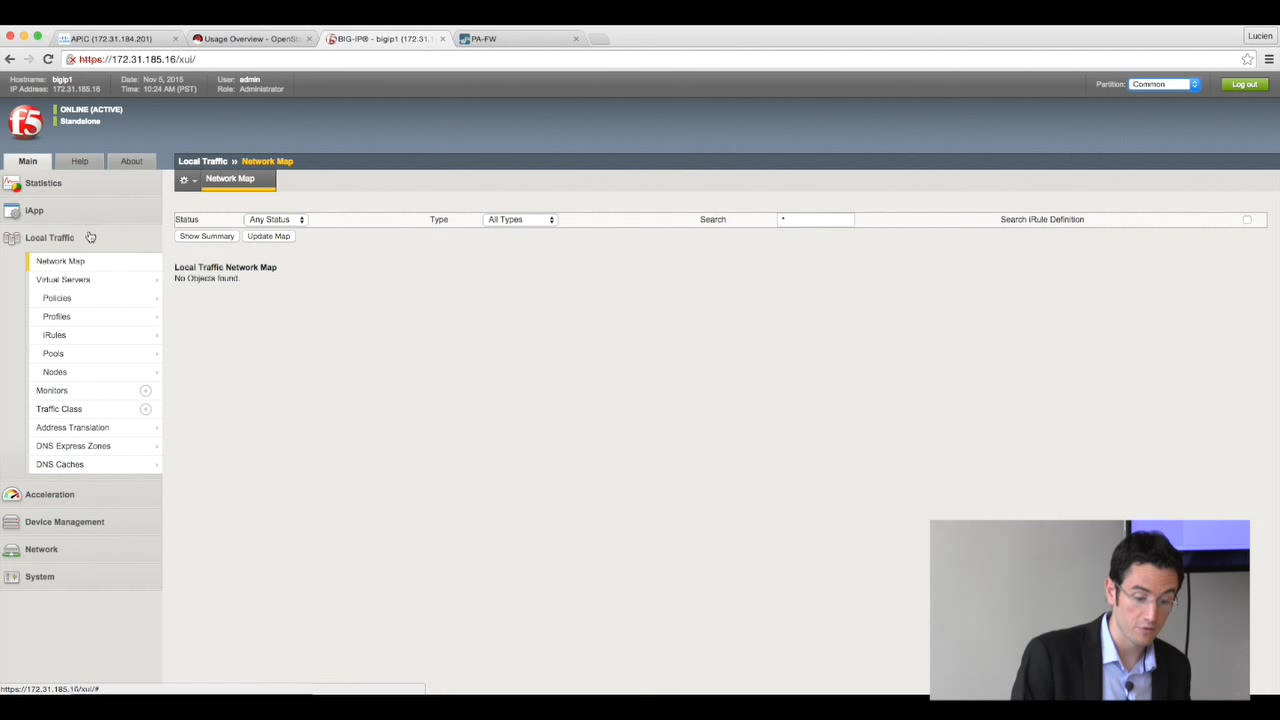 APIC (172.31.184.201)
Usage Overview - OpenSt
BIG-IP® - bigip1 (172.31.1
PA-FW
Lucien
https://172.31.185.16/xui/
Hostname: bigip1
IP Address: 172.31.185.16
Date: Nov 5, 2015
Time: 10:24 AM (PST)
User: admin
Role: Administrator
Partition: Common
Log out
f5
ONLINE (ACTIVE)
Standalone
Main
Help
About
Local Traffic » Network Map
Network Map
Statistics
iApp
Local Traffic
Network Map
Virtual Servers
Policies
Profiles
iRules
Pools
Nodes
Monitors
Traffic Class
Address Translation
DNS Express Zones
DNS Caches
Acceleration
Device Management
Network
System
Status Any Status Type All Types Search * Search iRule Definition
Show Summary Update Map
Local Traffic Network Map
No Objects found.
https://172.31.185.16/xui/#